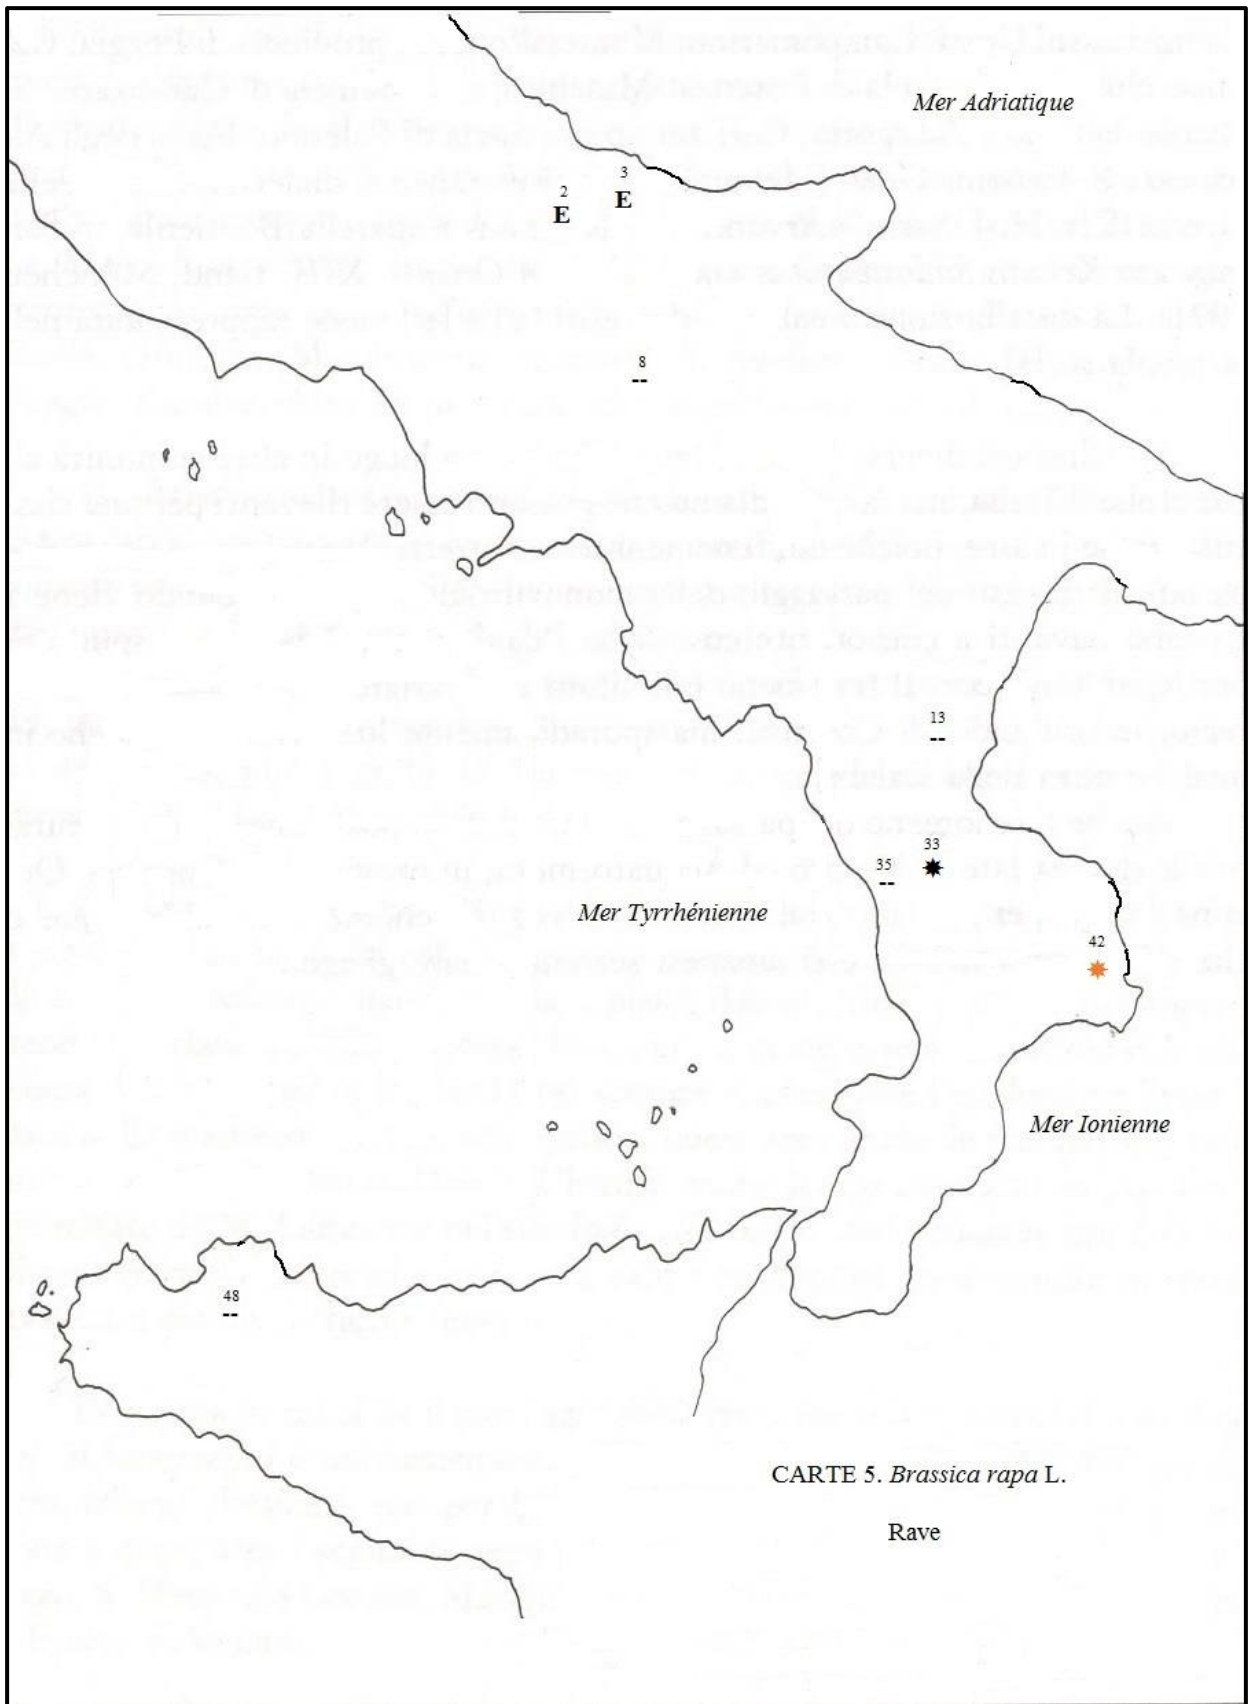 Mer Adriatique
3
2
E
E
8
--
13
--
33
35
--
Mer Tyrrhénienne
42
Mer Ionienne
48
--
CARTE 5. Brassica rapa L.
Rave